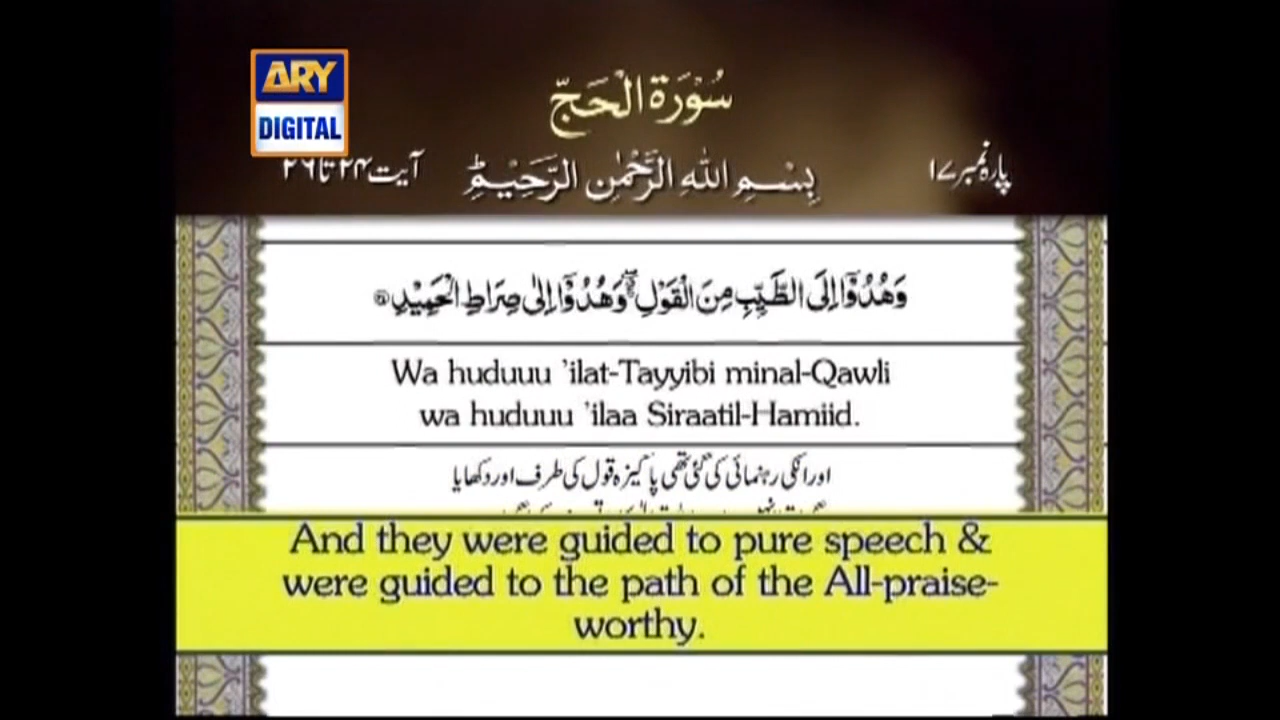 ARY
DIGITAL
سُوْرَةُ الْحَجّ
پارہ نمبر ۱۷
بِسْمِ اللهِ الرَّحْمٰنِ الرَّحِيْمِ
آیت ۲۴ تا ۲۶
وَهُدُوْۤا اِلَى الطَّيِّبِ مِنَ الْقَوْلِ ۖۚ وَهُدُوْۤا اِلٰى صِرَاطِ الْحَمِيْدِ ﴿۲۴﴾
Wa huduuu 'ilat-Tayyibi minal-Qawli
wa huduuu 'ilaa Siraatil-Hamiid.
اور انکی رہنمائی کی گئی تھی پاکیزہ قول کی طرف اور دکھایا
And they were guided to pure speech &
were guided to the path of the All-praise-
worthy.